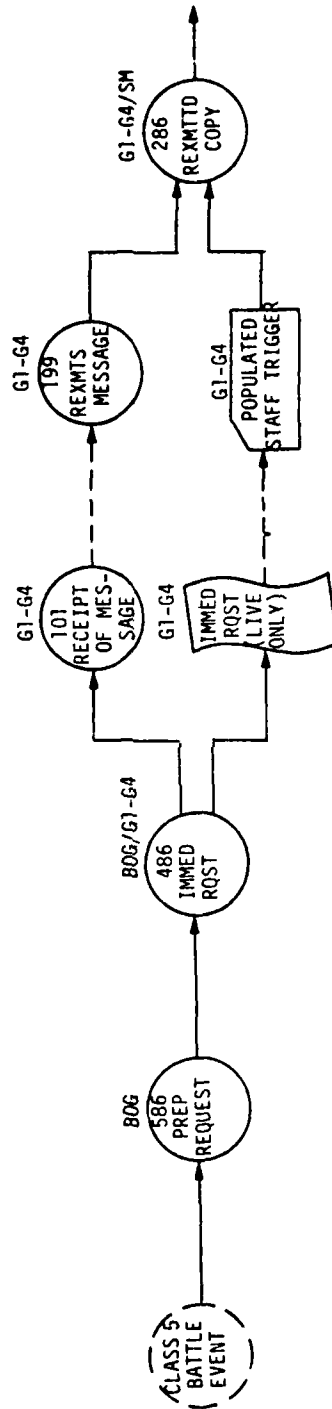 CLASS 5
BATTLE
EVENT
BOG
586
PREP
REQUEST
BOG/G1-G4
486
IMMED
RQST
G1-G4
101
RECEIPT
OF MES-
SAGE
G1-G4
199
REXMTS
MESSAGE
G1-G4
IMMED
RQST
(LIVE
ONLY)
G1-G4
POPULATED
STAFF TRIGGER
G1-G4/SM
286
REXMTTD
COPY